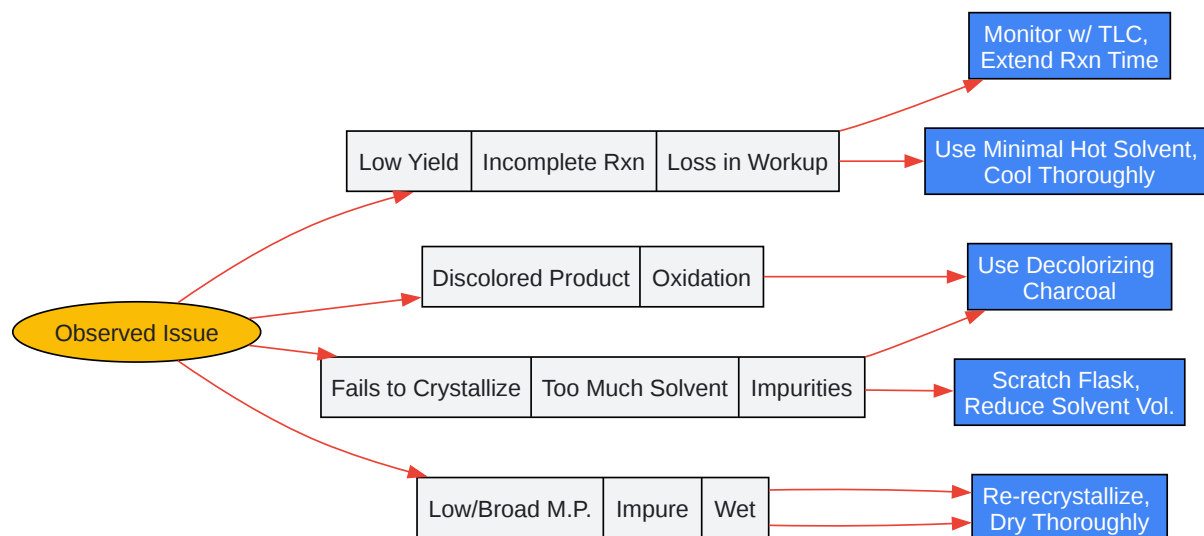 Monitor w/ TLC,
Extend Rxn Time
Low Yield
Incomplete Rxn
Loss in Workup
Use Minimal Hot Solvent,
Cool Thoroughly
Discolored Product
Oxidation
Use Decolorizing
Charcoal
Observed Issue
Fails to Crystallize
Too Much Solvent
Impurities
Scratch Flask,
Reduce Solvent Vol.
Low/Broad M.P.
Impure
Wet
Re-recrystallize,
Dry Thoroughly